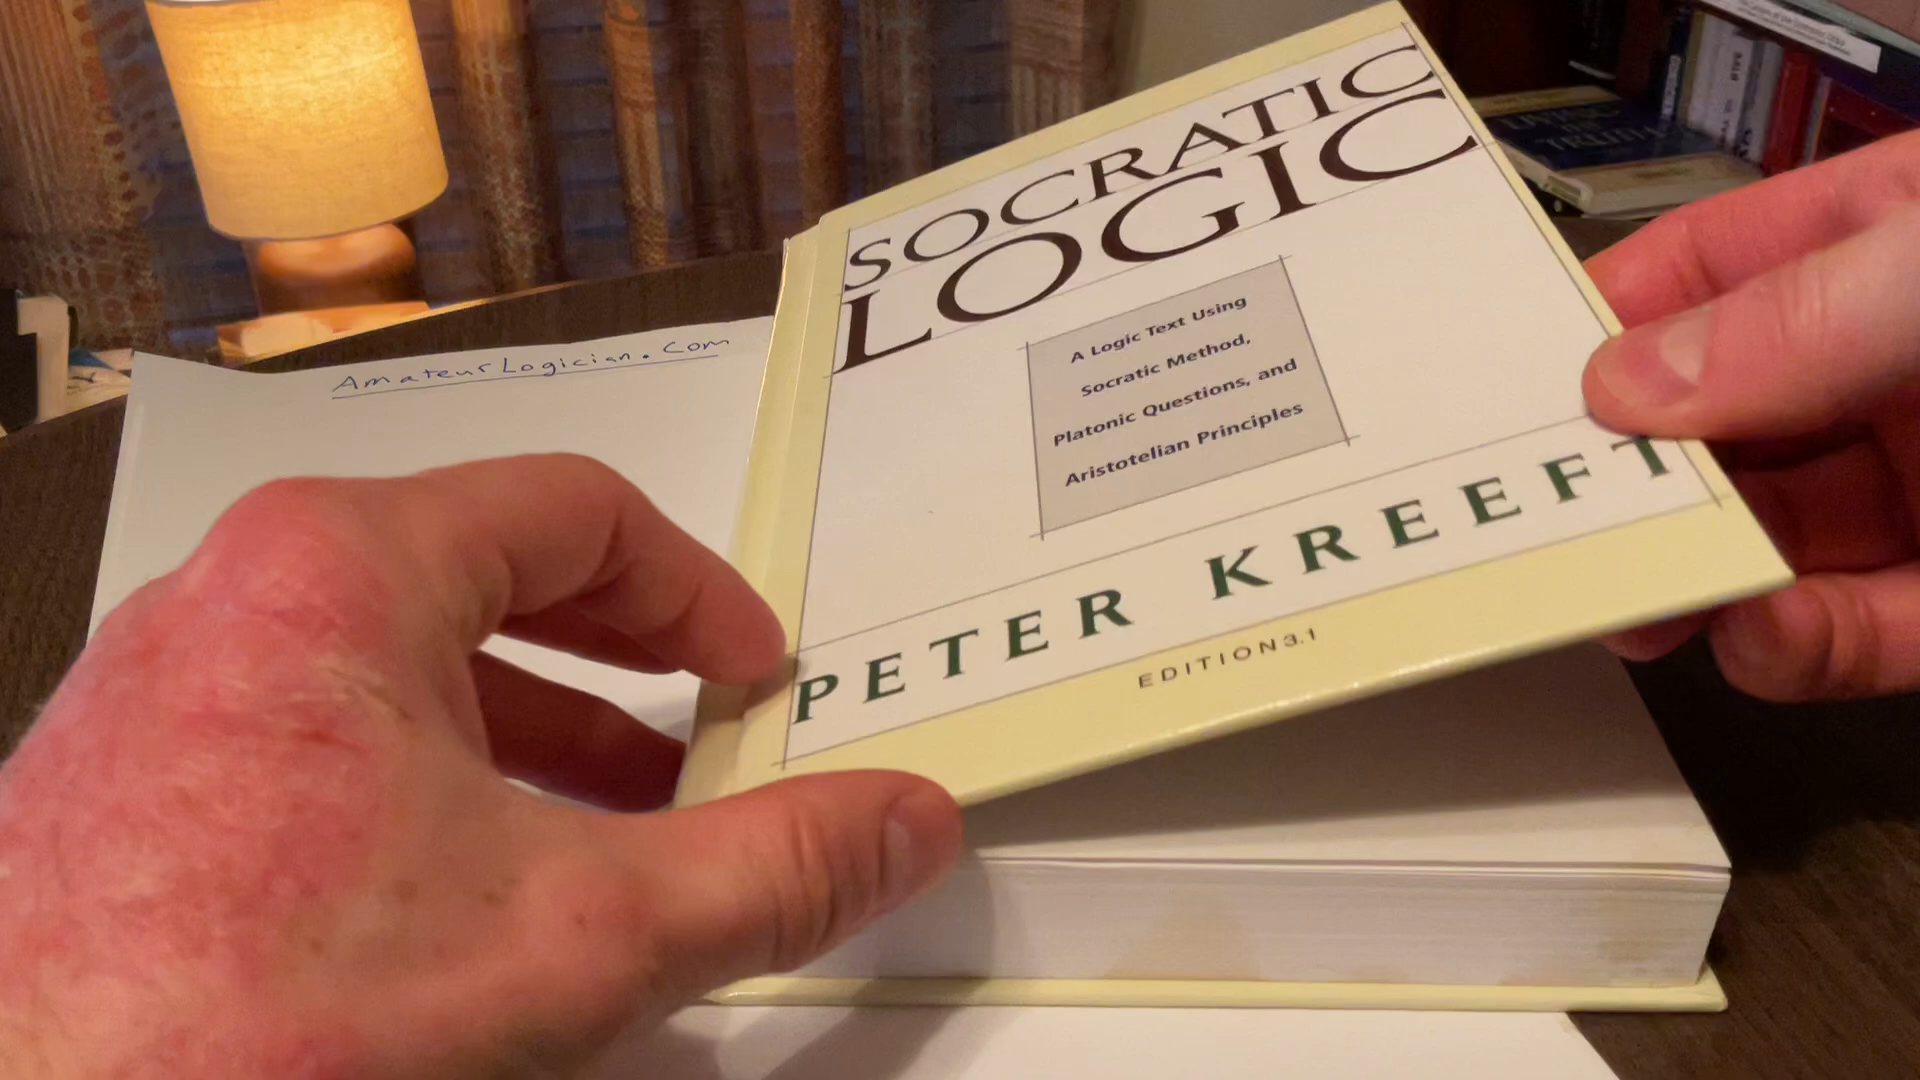 SOCRATIC
LOGIC
A Logic Text Using
Socratic Method,
Platonic Questions, and
Aristotelian Principles
PETER KREEFT
EDITION 3.1
AmateurLogician.Com
TRUTH